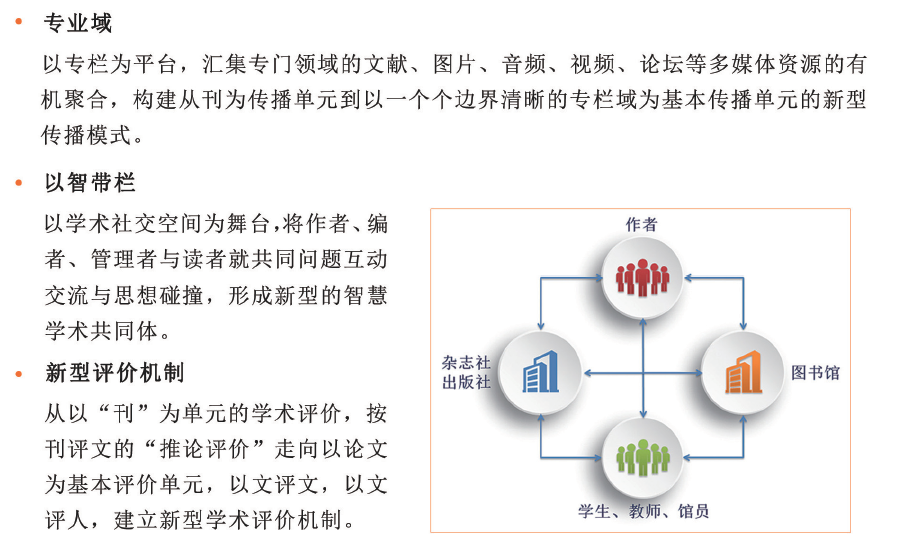 • 专业域
以专栏为平台，汇集专门领域的文献、图片、音频、视频、论坛等多媒体资源的有
机聚合，构建从刊为传播单元到以一个个边界清晰的专栏域为基本传播单元的新型
传播模式。
• 以智带栏
以学术社交空间为舞台,将作者、编
者、管理者与读者就共同问题互动
交流与思想碰撞，形成新型的智慧
学术共同体。
• 新型评价机制
从以“刊”为单元的学术评价，按
刊评文的“推论评价”走向以论文
为基本评价单元，以文评文，以文
评人，建立新型学术评价机制。
作者
杂志社
出版社
图书馆
学生、教师、馆员